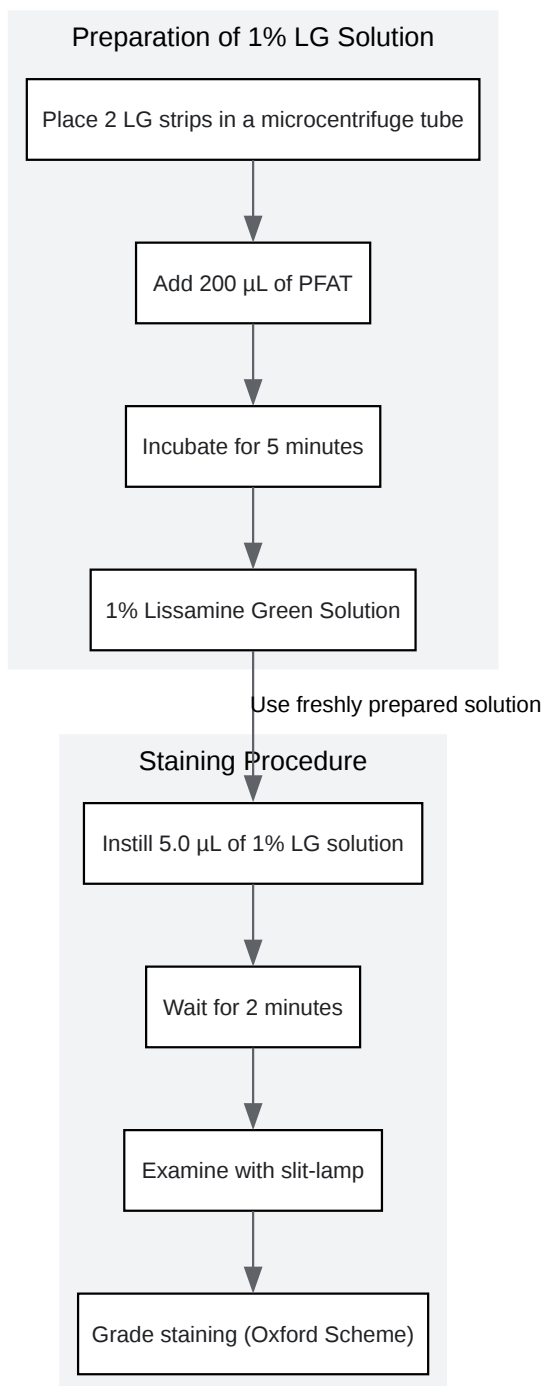 Preparation of 1% LG Solution
Place 2 LG strips in a microcentrifuge tube
Add 200 µL of PFAT
Incubate for 5 minutes
1% Lissamine Green Solution
Use freshly prepared solution
Staining Procedure
Instill 5.0 µL of 1% LG solution
Wait for 2 minutes
Examine with slit-lamp
Grade staining (Oxford Scheme)